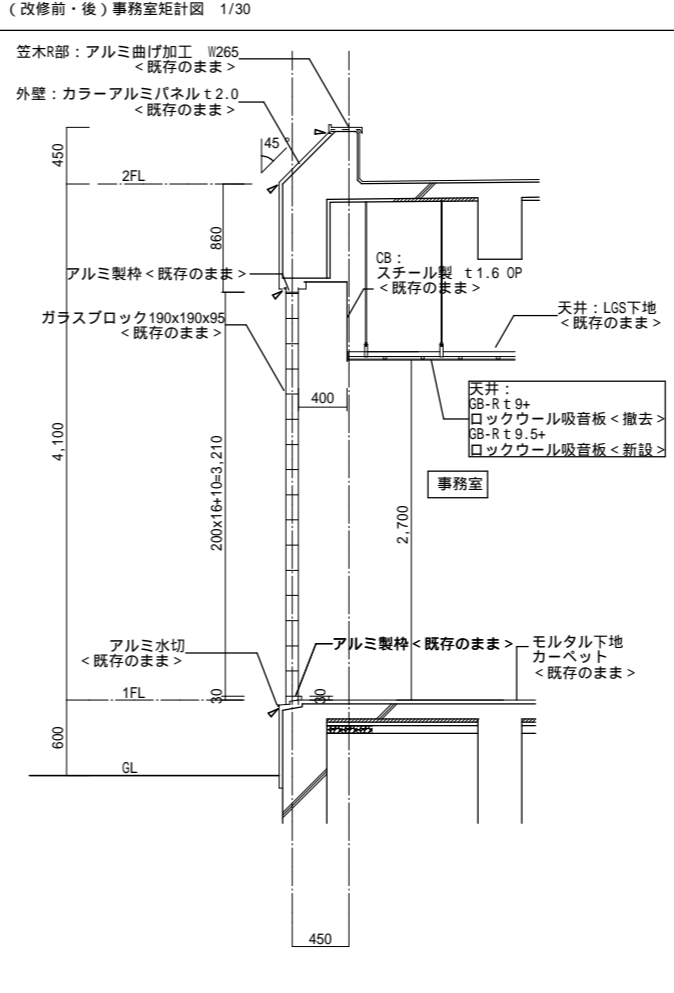 (改修前・後)事務室矩計図 1/30
笠木R部：アルミ曲げ加工 W265
<既存のまま>
外壁：カラーアルミパネルｔ2.0
<既存のまま>
45°
450
2FL
860
CB：
スチール製 ｔ1.6 OP
<既存のまま>
アルミ製枠<既存のまま>
天井：LGS下地
<既存のまま>
ガラスブロック190x190x95
<既存のまま>
400
天井：
GB-Rｔ9+
ロックウール吸音板<撤去>
GB-Rｔ9.5+
ロックウール吸音板<新設>
4,100
200x16+10=3,210
事務室
2,700
アルミ水切
<既存のまま>
アルミ製枠<既存のまま>
モルタル下地
カーペット
<既存のまま>
1FL
30
30
600
GL
450